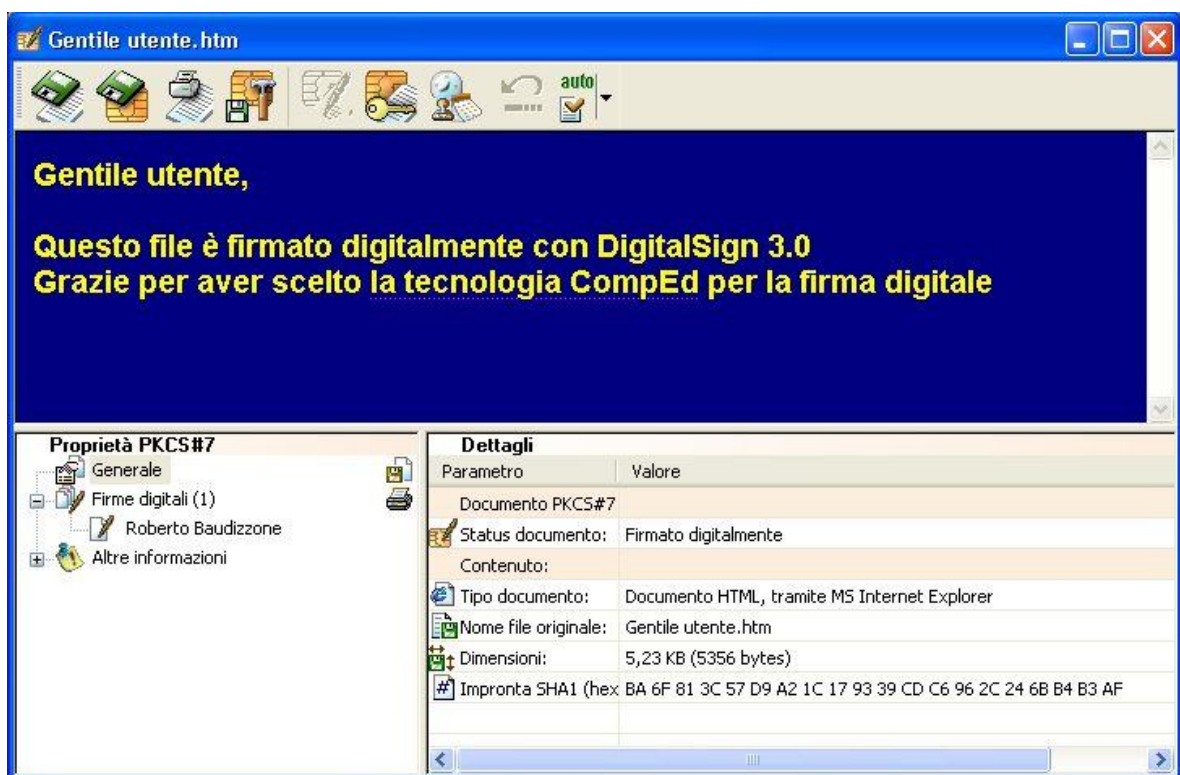 Gentile utente.htm
auto
Gentile utente,
Questo file è firmato digitalmente con DigitalSign 3.0
Grazie per aver scelto la tecnologia CompEd per la firma digitale
Proprietà PKCS#7
Generale
Firme digitali (1)
Roberto Baudizzone
Altre informazioni
Dettagli
Parametro Valore
Documento PKCS#7
Status documento: Firmato digitalmente
Contenuto:
Tipo documento: Documento HTML, tramite MS Internet Explorer
Nome file originale: Gentile utente.htm
Dimensioni: 5,23 KB (5356 bytes)
Impronta SHA1 (hex BA 6F 81 3C 57 D9 A2 1C 17 93 39 CD C6 96 2C 24 6B B4 B3 AF